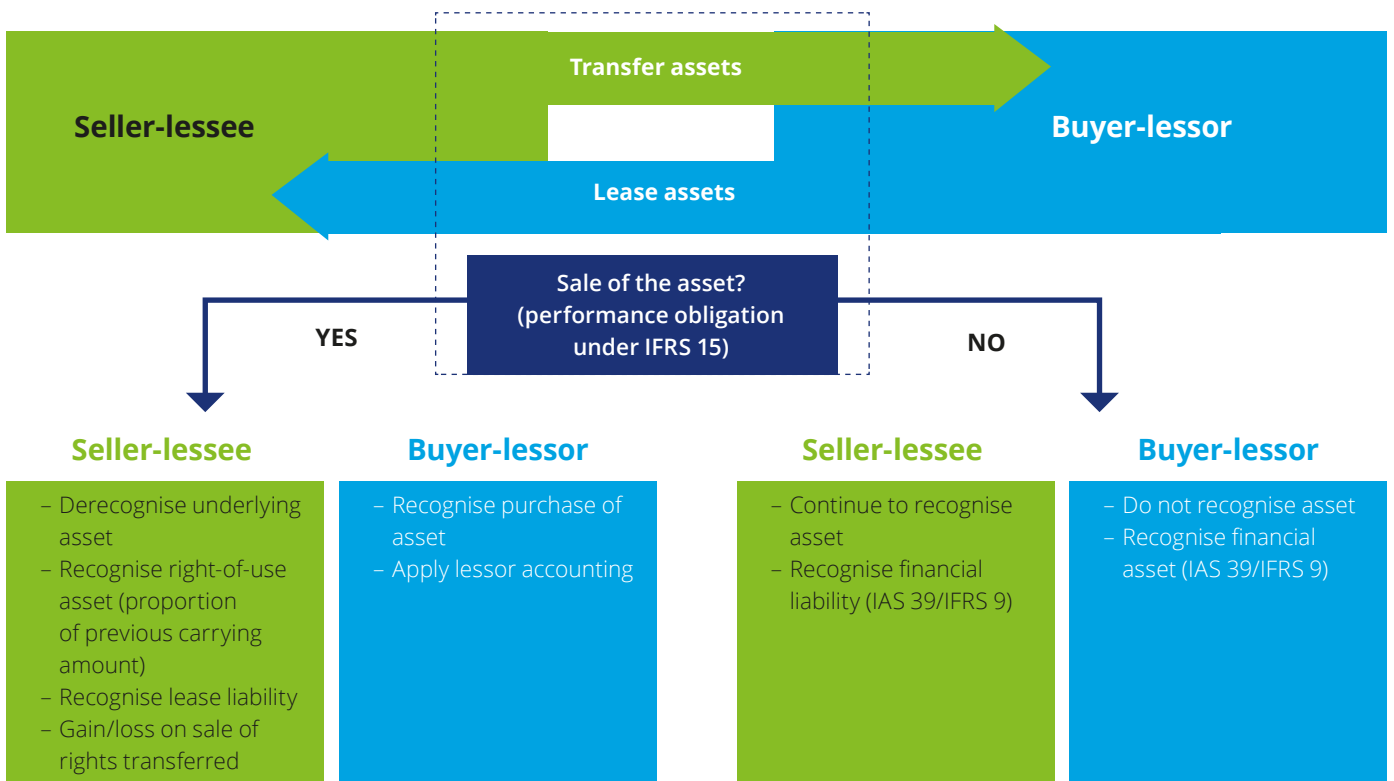 Transfer assets
Seller-lessee
Buyer-lessor
Lease assets
Sale of the asset?
(performance obligation
under IFRS 15)
YES
NO
Seller-lessee
– Derecognise underlying
asset
– Recognise right-of-use
asset (proportion
of previous carrying
amount)
– Recognise lease liability
– Gain/loss on sale of
rights transferred
Buyer-lessor
– Recognise purchase of
asset
– Apply lessor accounting
Seller-lessee
– Continue to recognise
asset
– Recognise financial
liability (IAS 39/IFRS 9)
Buyer-lessor
– Do not recognise asset
– Recognise financial
asset (IAS 39/IFRS 9)